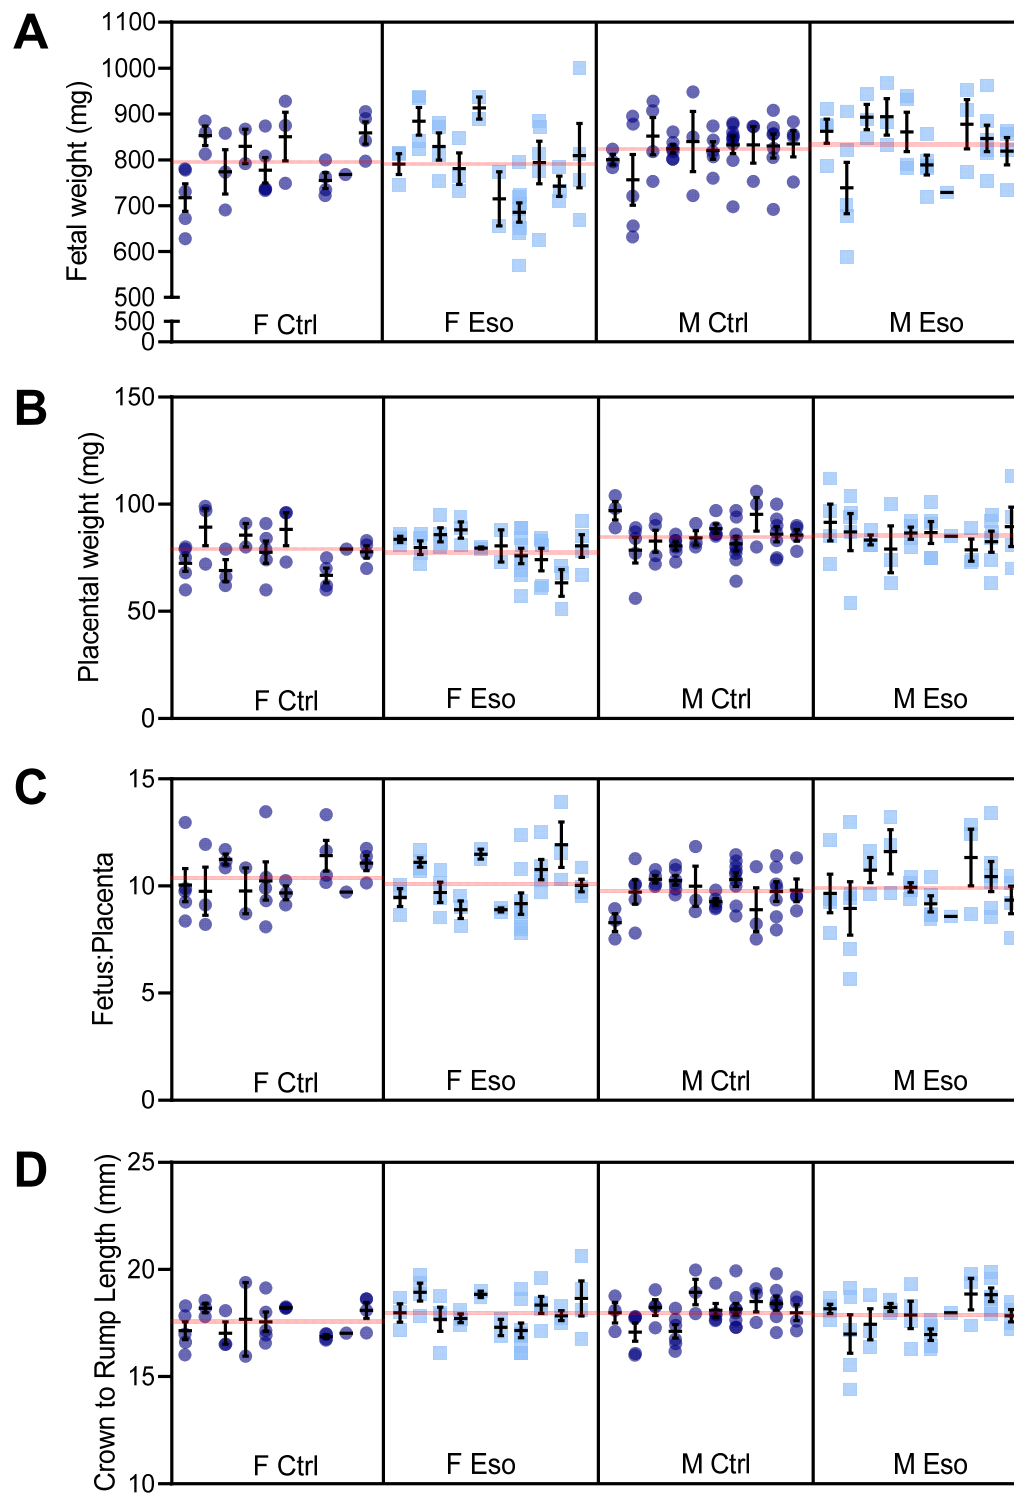 A
Fetal weight (mg)
1100
1000
900
800
700
600
500
500
0
F Ctrl
F Eso
M Ctrl
M Eso
B
Placental weight (mg)
150
100
50
0
F Ctrl
F Eso
M Ctrl
M Eso
C
Fetus:Placenta
15
10
5
0
F Ctrl
F Eso
M Ctrl
M Eso
D
Crown to Rump Length (mm)
25
20
15
10
F Ctrl
F Eso
M Ctrl
M Eso